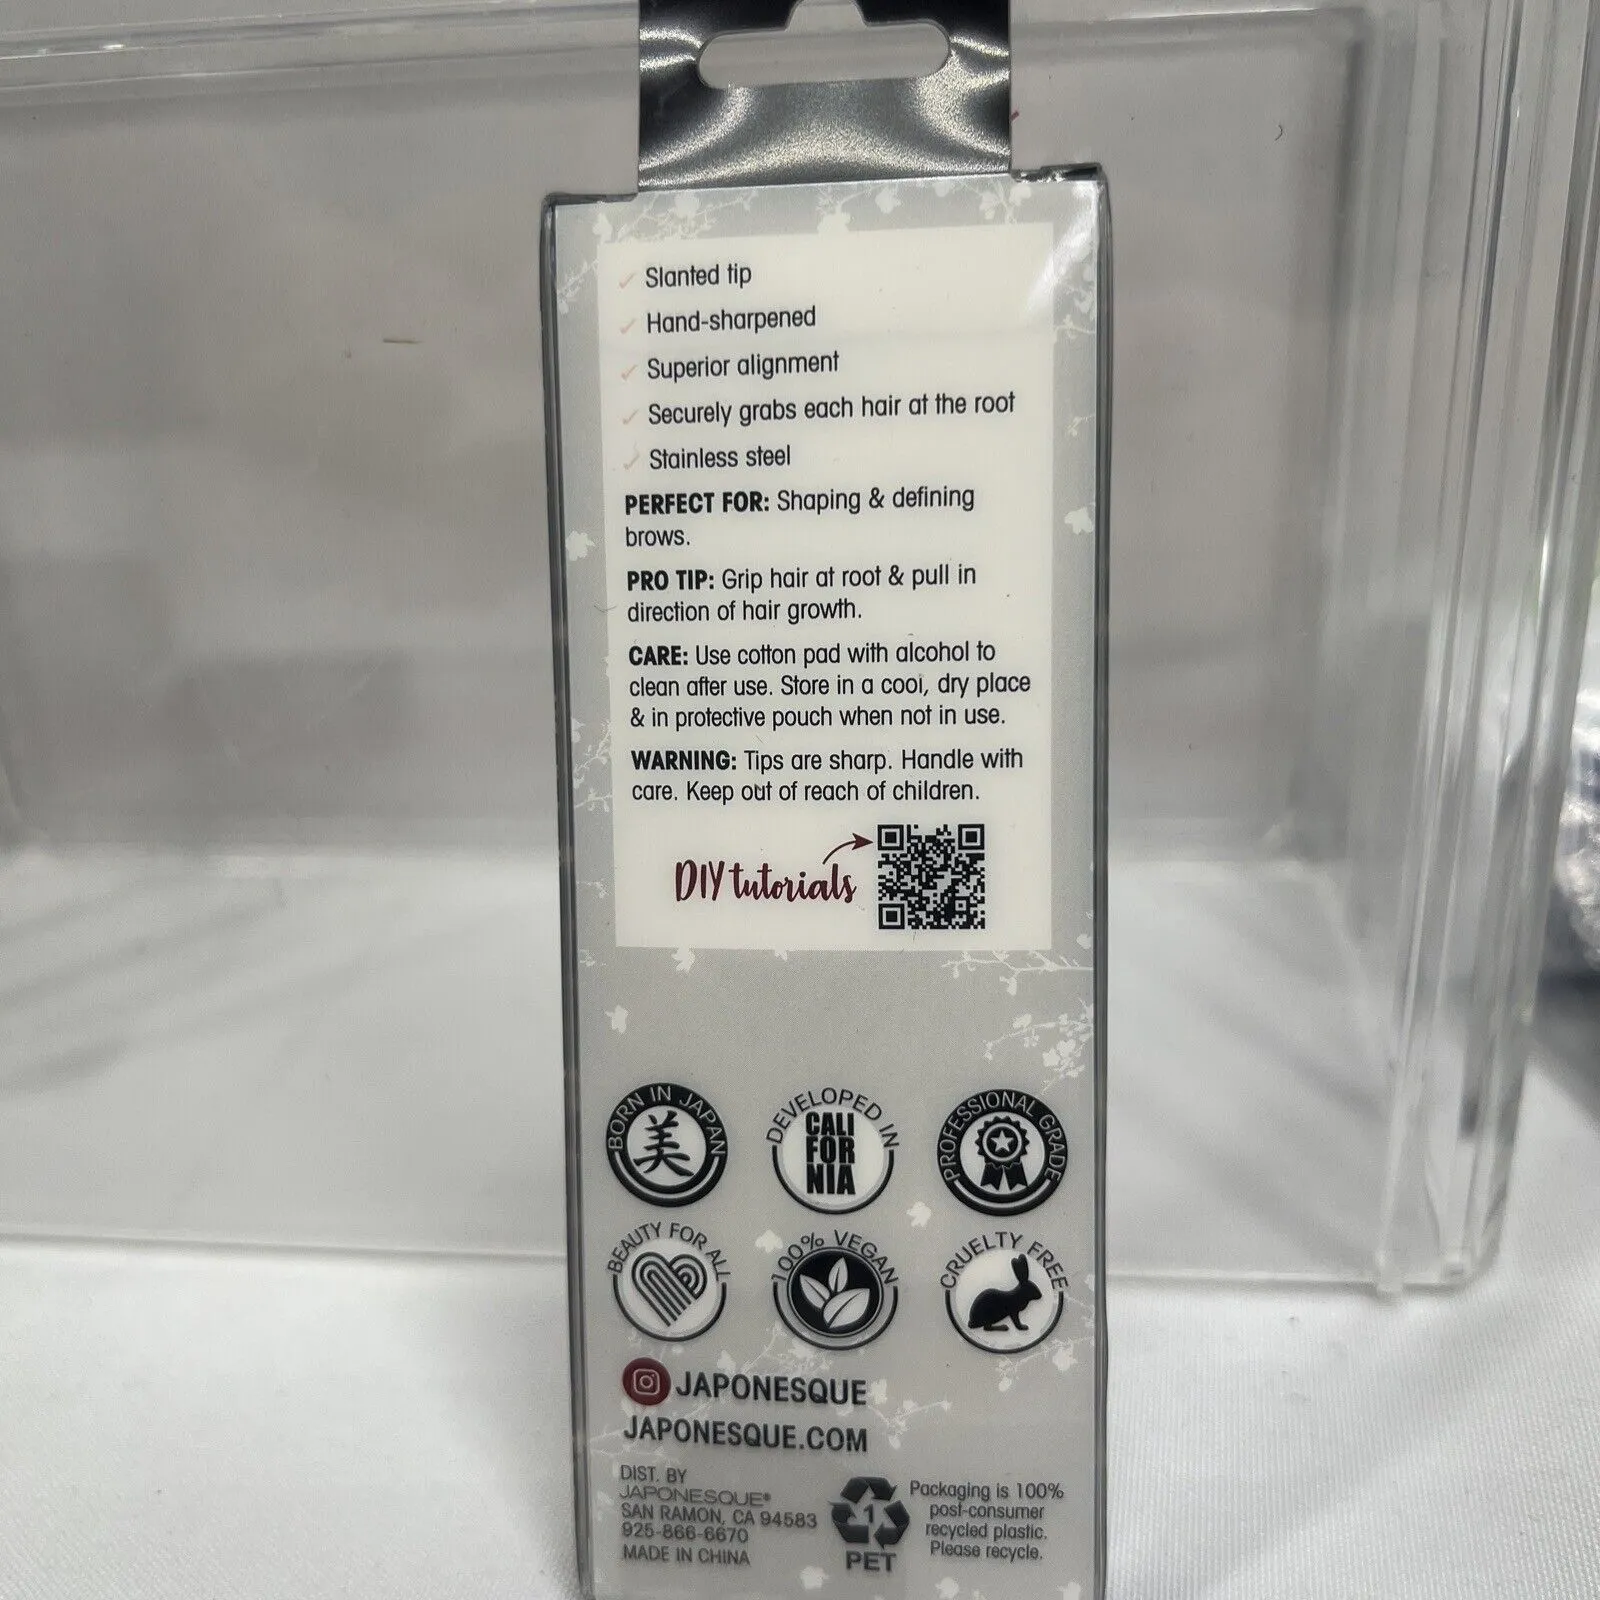 Slanted tip
Hand-sharpened
Superior alignment
Securely grabs each hair at the root
Stainless steel
PERFECT FOR: Shaping & defining
brows.
PRO TIP: Grip hair at root & pull in
direction of hair growth.
CARE: Use cotton pad with alcohol to
clean after use. Store in a cool, dry place
& in protective pouch when not in use.
WARNING: Tips are sharp. Handle with
care. Keep out of reach of children.
DIY tutorials
BORN IN JAPAN
美
DEVELOPED IN
CALI
FOR
NIA
PROFESSIONAL GRADE
BEAUTY FOR ALL
100% VEGAN
CRUELTY FREE
JAPONESQUE
JAPONESQUE.COM
DIST. BY
JAPONESQUE®
SAN RAMON, CA 94583
925-866-6670
MADE IN CHINA
1
PET
Packaging is 100%
post-consumer
recycled plastic.
Please recycle.